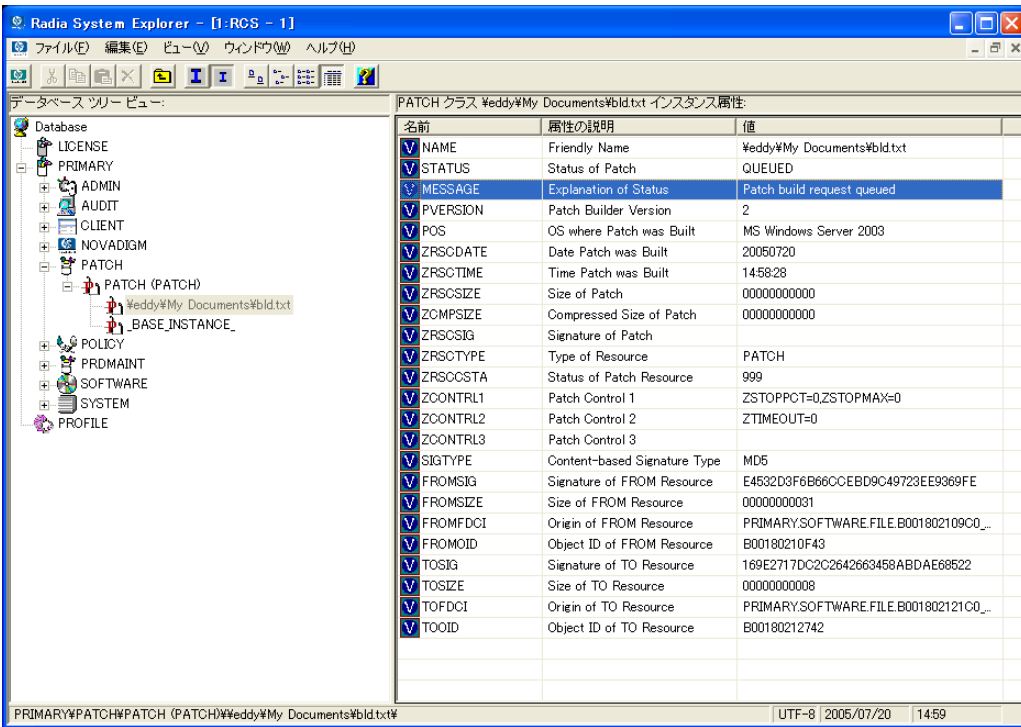 Radia System Explorer - [1:RCS - 1]
ファイル(F) 編集(E) ビュー(V) ウィンドウ(W) ヘルプ(H)
データベース ツリー ビュー:
Database
LICENSE
PRIMARY
ADMIN
AUDIT
CLIENT
NOVADIGM
PATCH
PATCH (PATCH)
¥eddy¥My Documents¥bld.txt
_BASE_INSTANCE_
POLICY
PRDMAINT
SOFTWARE
SYSTEM
PROFILE
PATCH クラス ¥eddy¥My Documents¥bld.txt インスタンス属性:
名前 属性の説明 値
NAME Friendly Name ¥eddy¥My Documents¥bld.txt
STATUS Status of Patch QUEUED
MESSAGE Explanation of Status Patch build request queued
PVERSION Patch Builder Version 2
POS OS where Patch was Built MS Windows Server 2003
ZRSCDATE Date Patch was Built 20050720
ZRSCTIME Time Patch was Built 14:58:28
ZRSCSIZE Size of Patch 00000000000
ZCMPSIZE Compressed Size of Patch 00000000000
ZRSCSIG Signature of Patch
ZRSCTYPE Type of Resource PATCH
ZRSCCSTA Status of Patch Resource 999
ZCONTRL1 Patch Control 1 ZSTOPPCT=0,ZSTOPMAX=0
ZCONTRL2 Patch Control 2 ZTIMEOUT=0
ZCONTRL3 Patch Control 3
SIGTYPE Content-based Signature Type MD5
FROMSIG Signature of FROM Resource E4532D3F6B66CCEBD9C49723EE9369FE
FROMSIZE Size of FROM Resource 00000000031
FROMFDCI Origin of FROM Resource PRIMARY.SOFTWARE.FILE.B001802109C0_...
FROMOID Object ID of FROM Resource B00180210F43
TOSIG Signature of TO Resource 169E2717DC2C2642663458ABDAE68522
TOSIZE Size of TO Resource 00000000008
TOFDCI Origin of TO Resource PRIMARY.SOFTWARE.FILE.B001802121C0_...
TOOID Object ID of TO Resource B00180212742
PRIMARY¥PATCH¥PATCH (PATCH)¥¥eddy¥My Documents¥bld.txt¥ UTF-8 2005/07/20 14:59